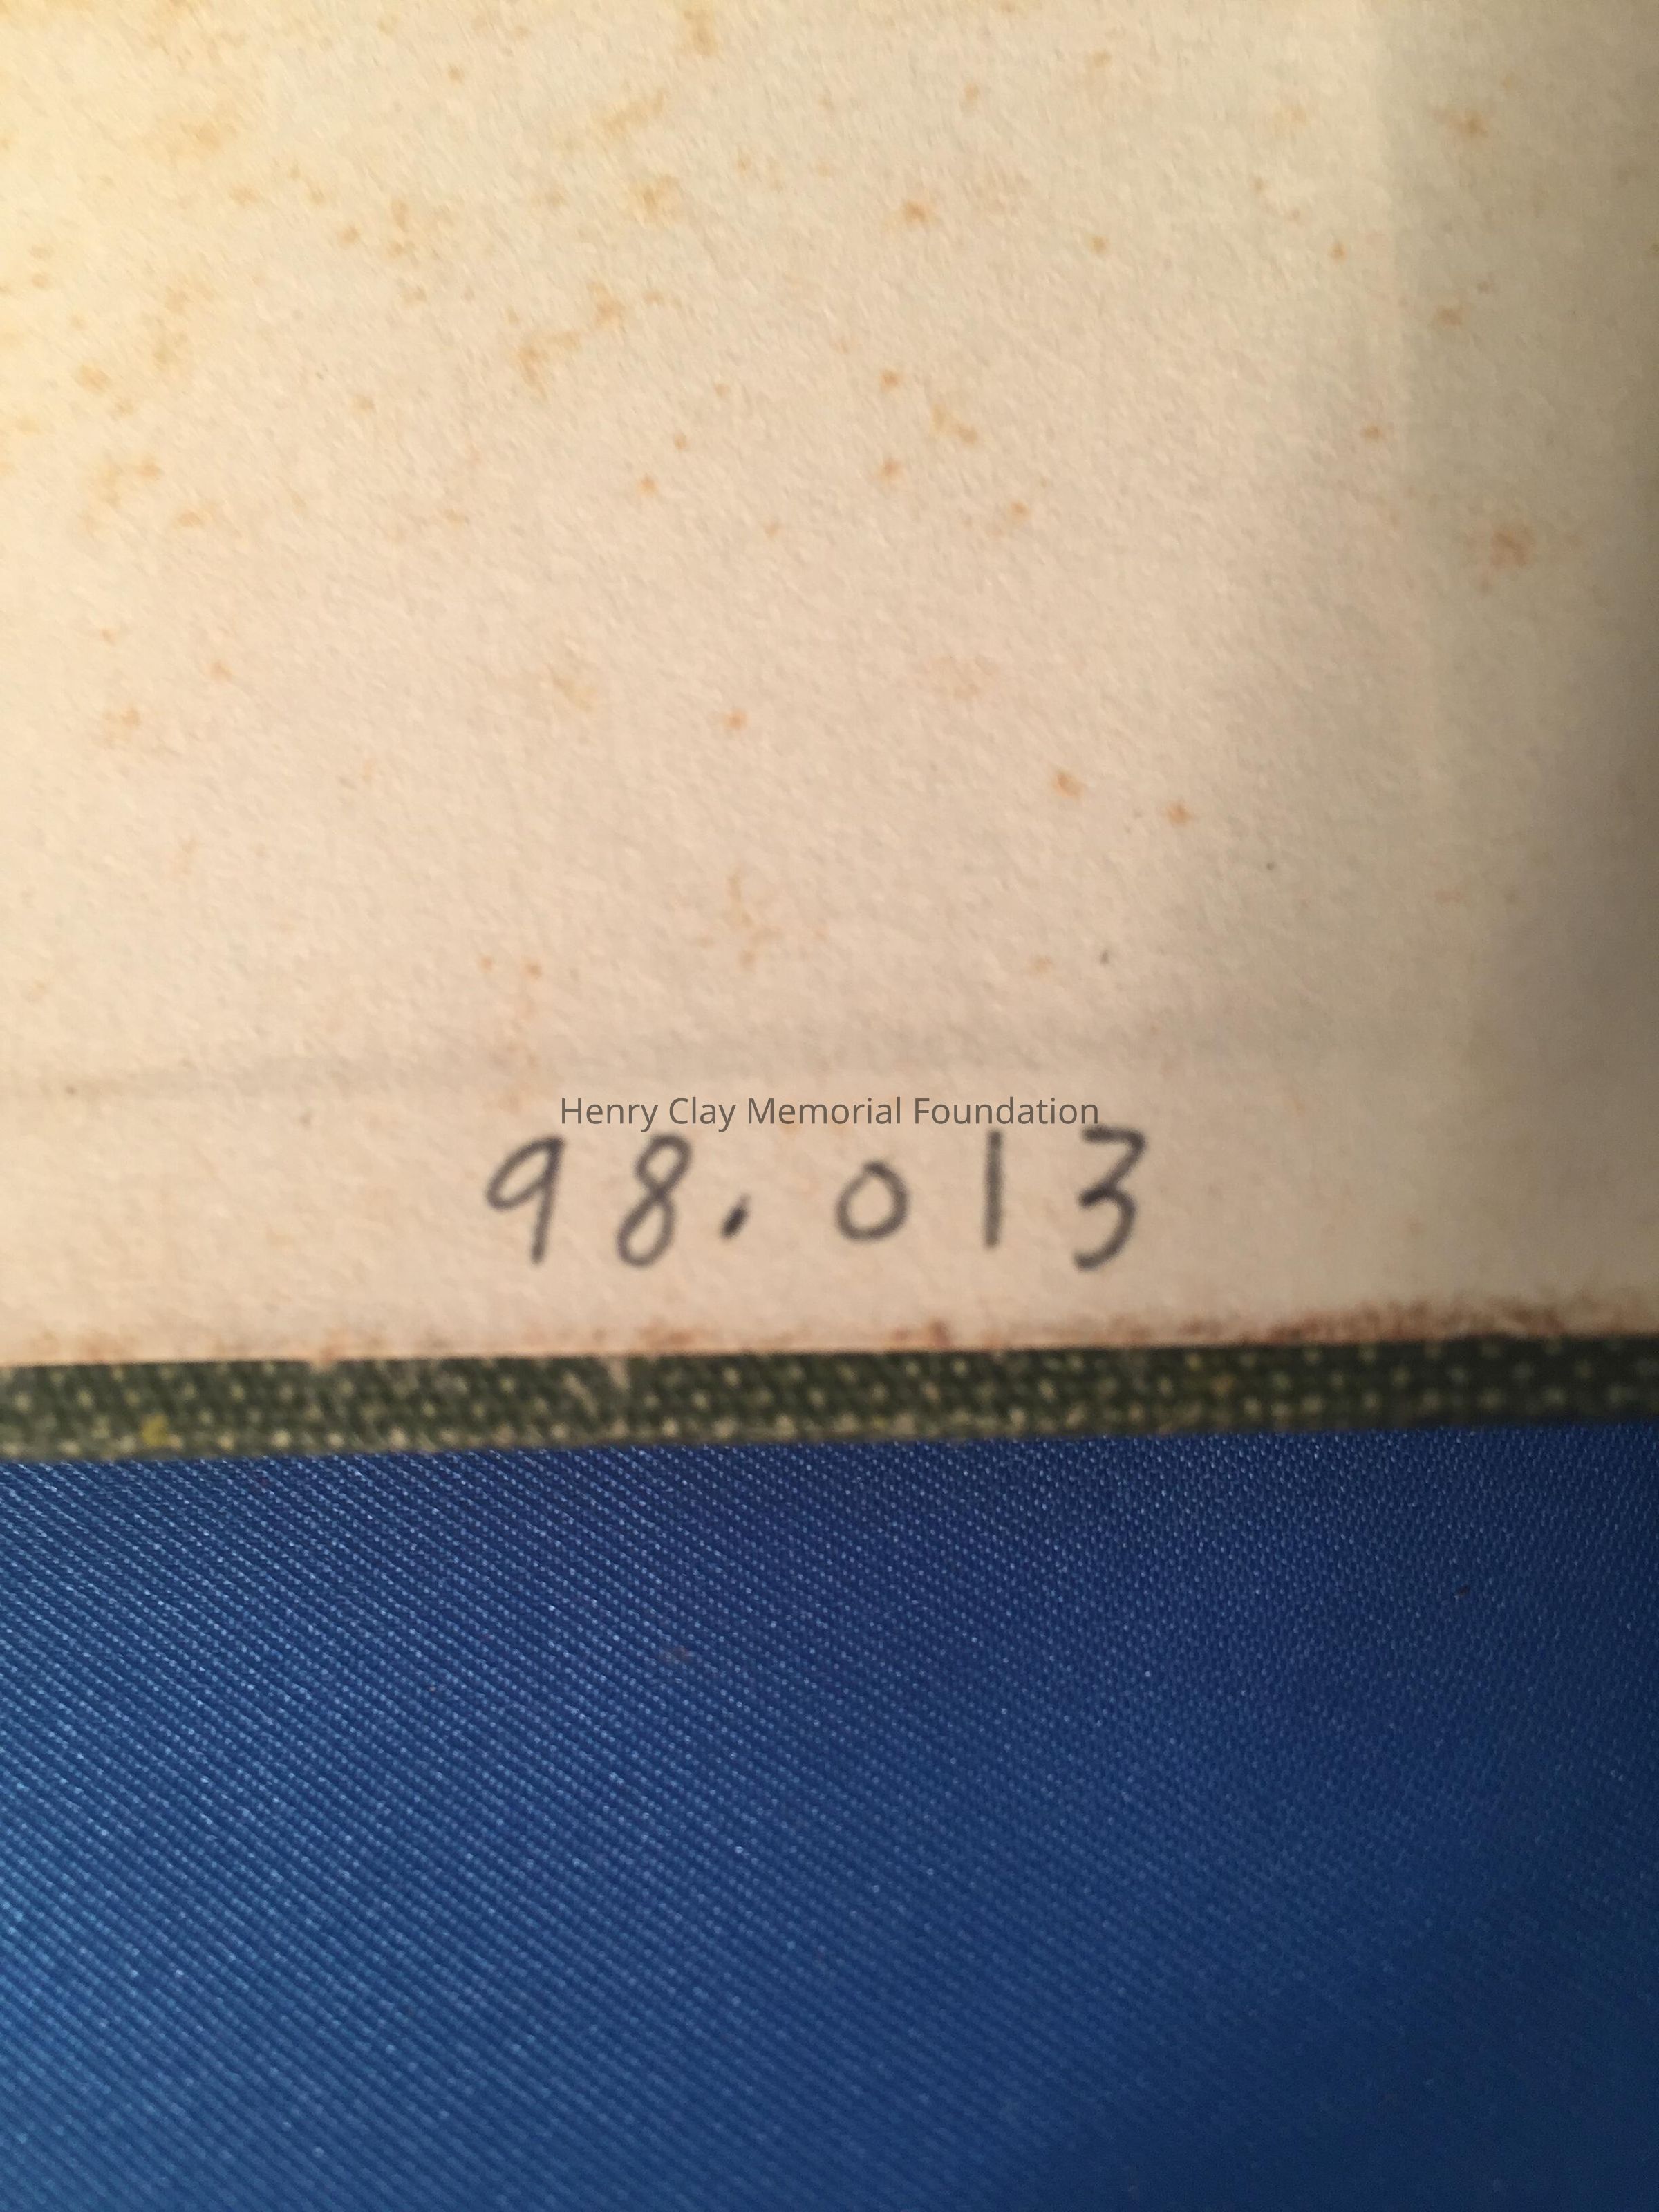 Henry Clay Memorial Foundation
98.013